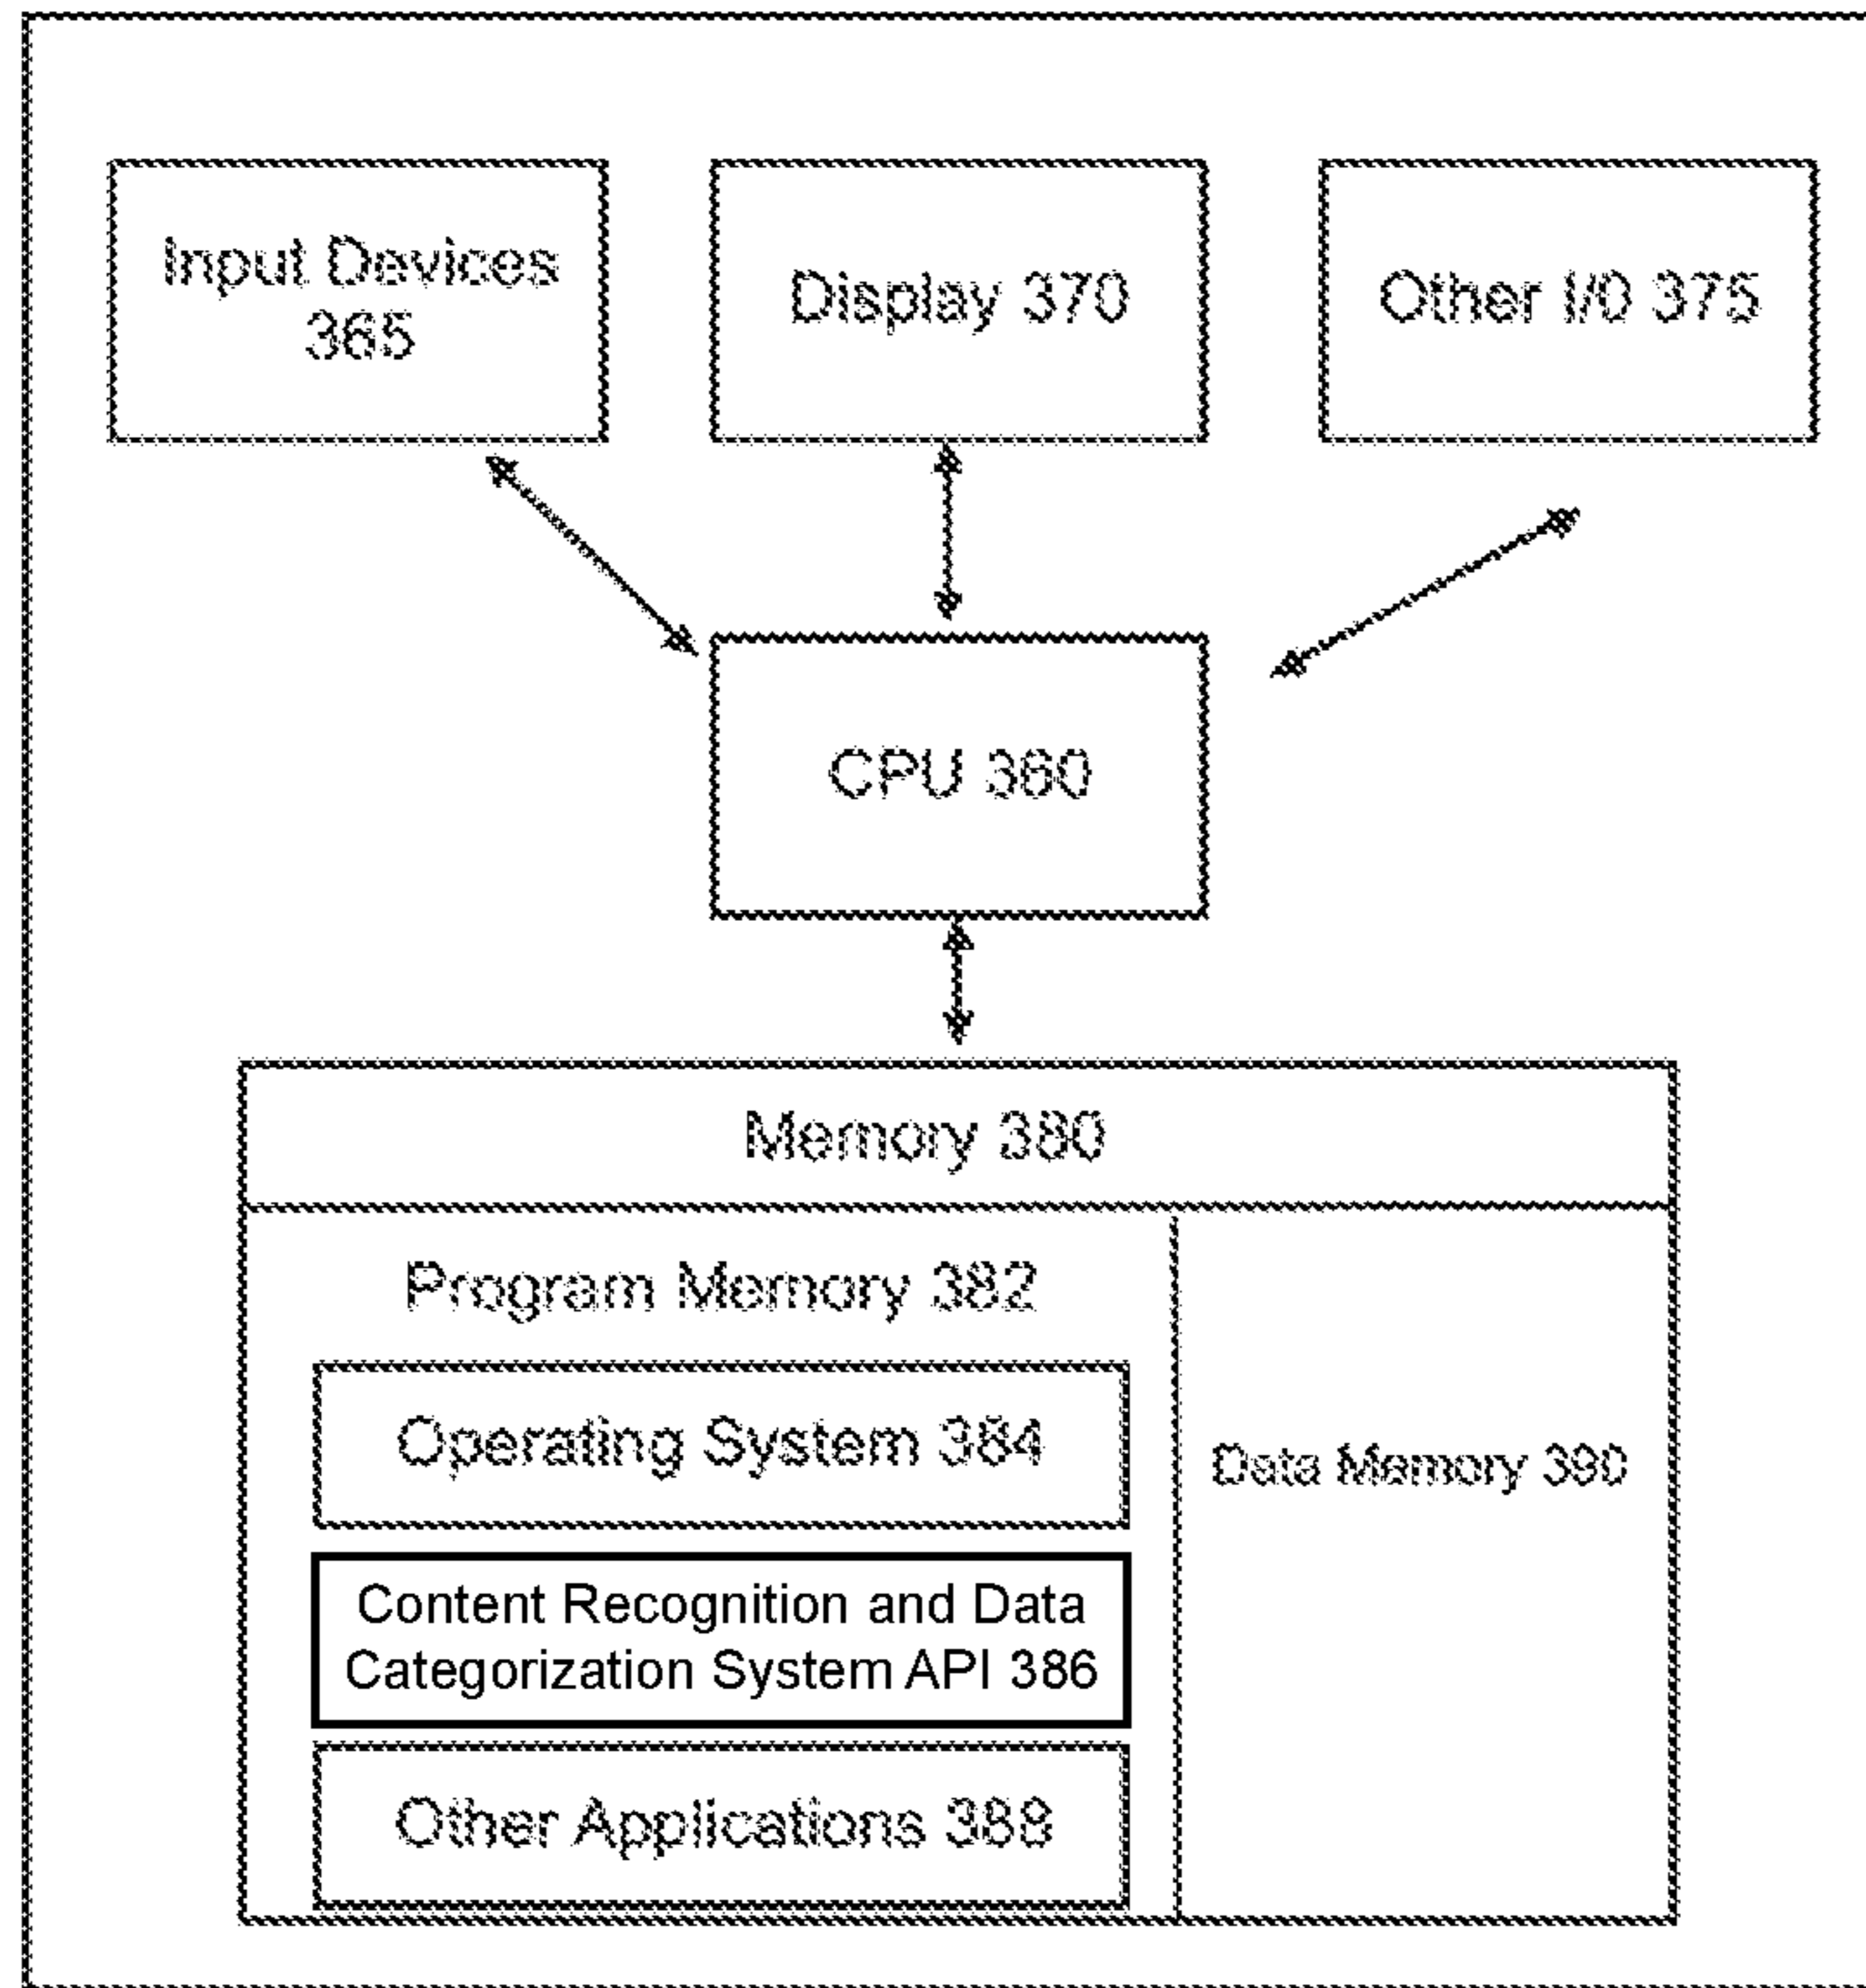 Input Devices
365
Display 370
Other I/0 375
CPU 360
Memory 380
Program Memory 382
Operating System 384
Content Recognition and Data
Categorization System API 386
Other Applications 388
Data Memory 390